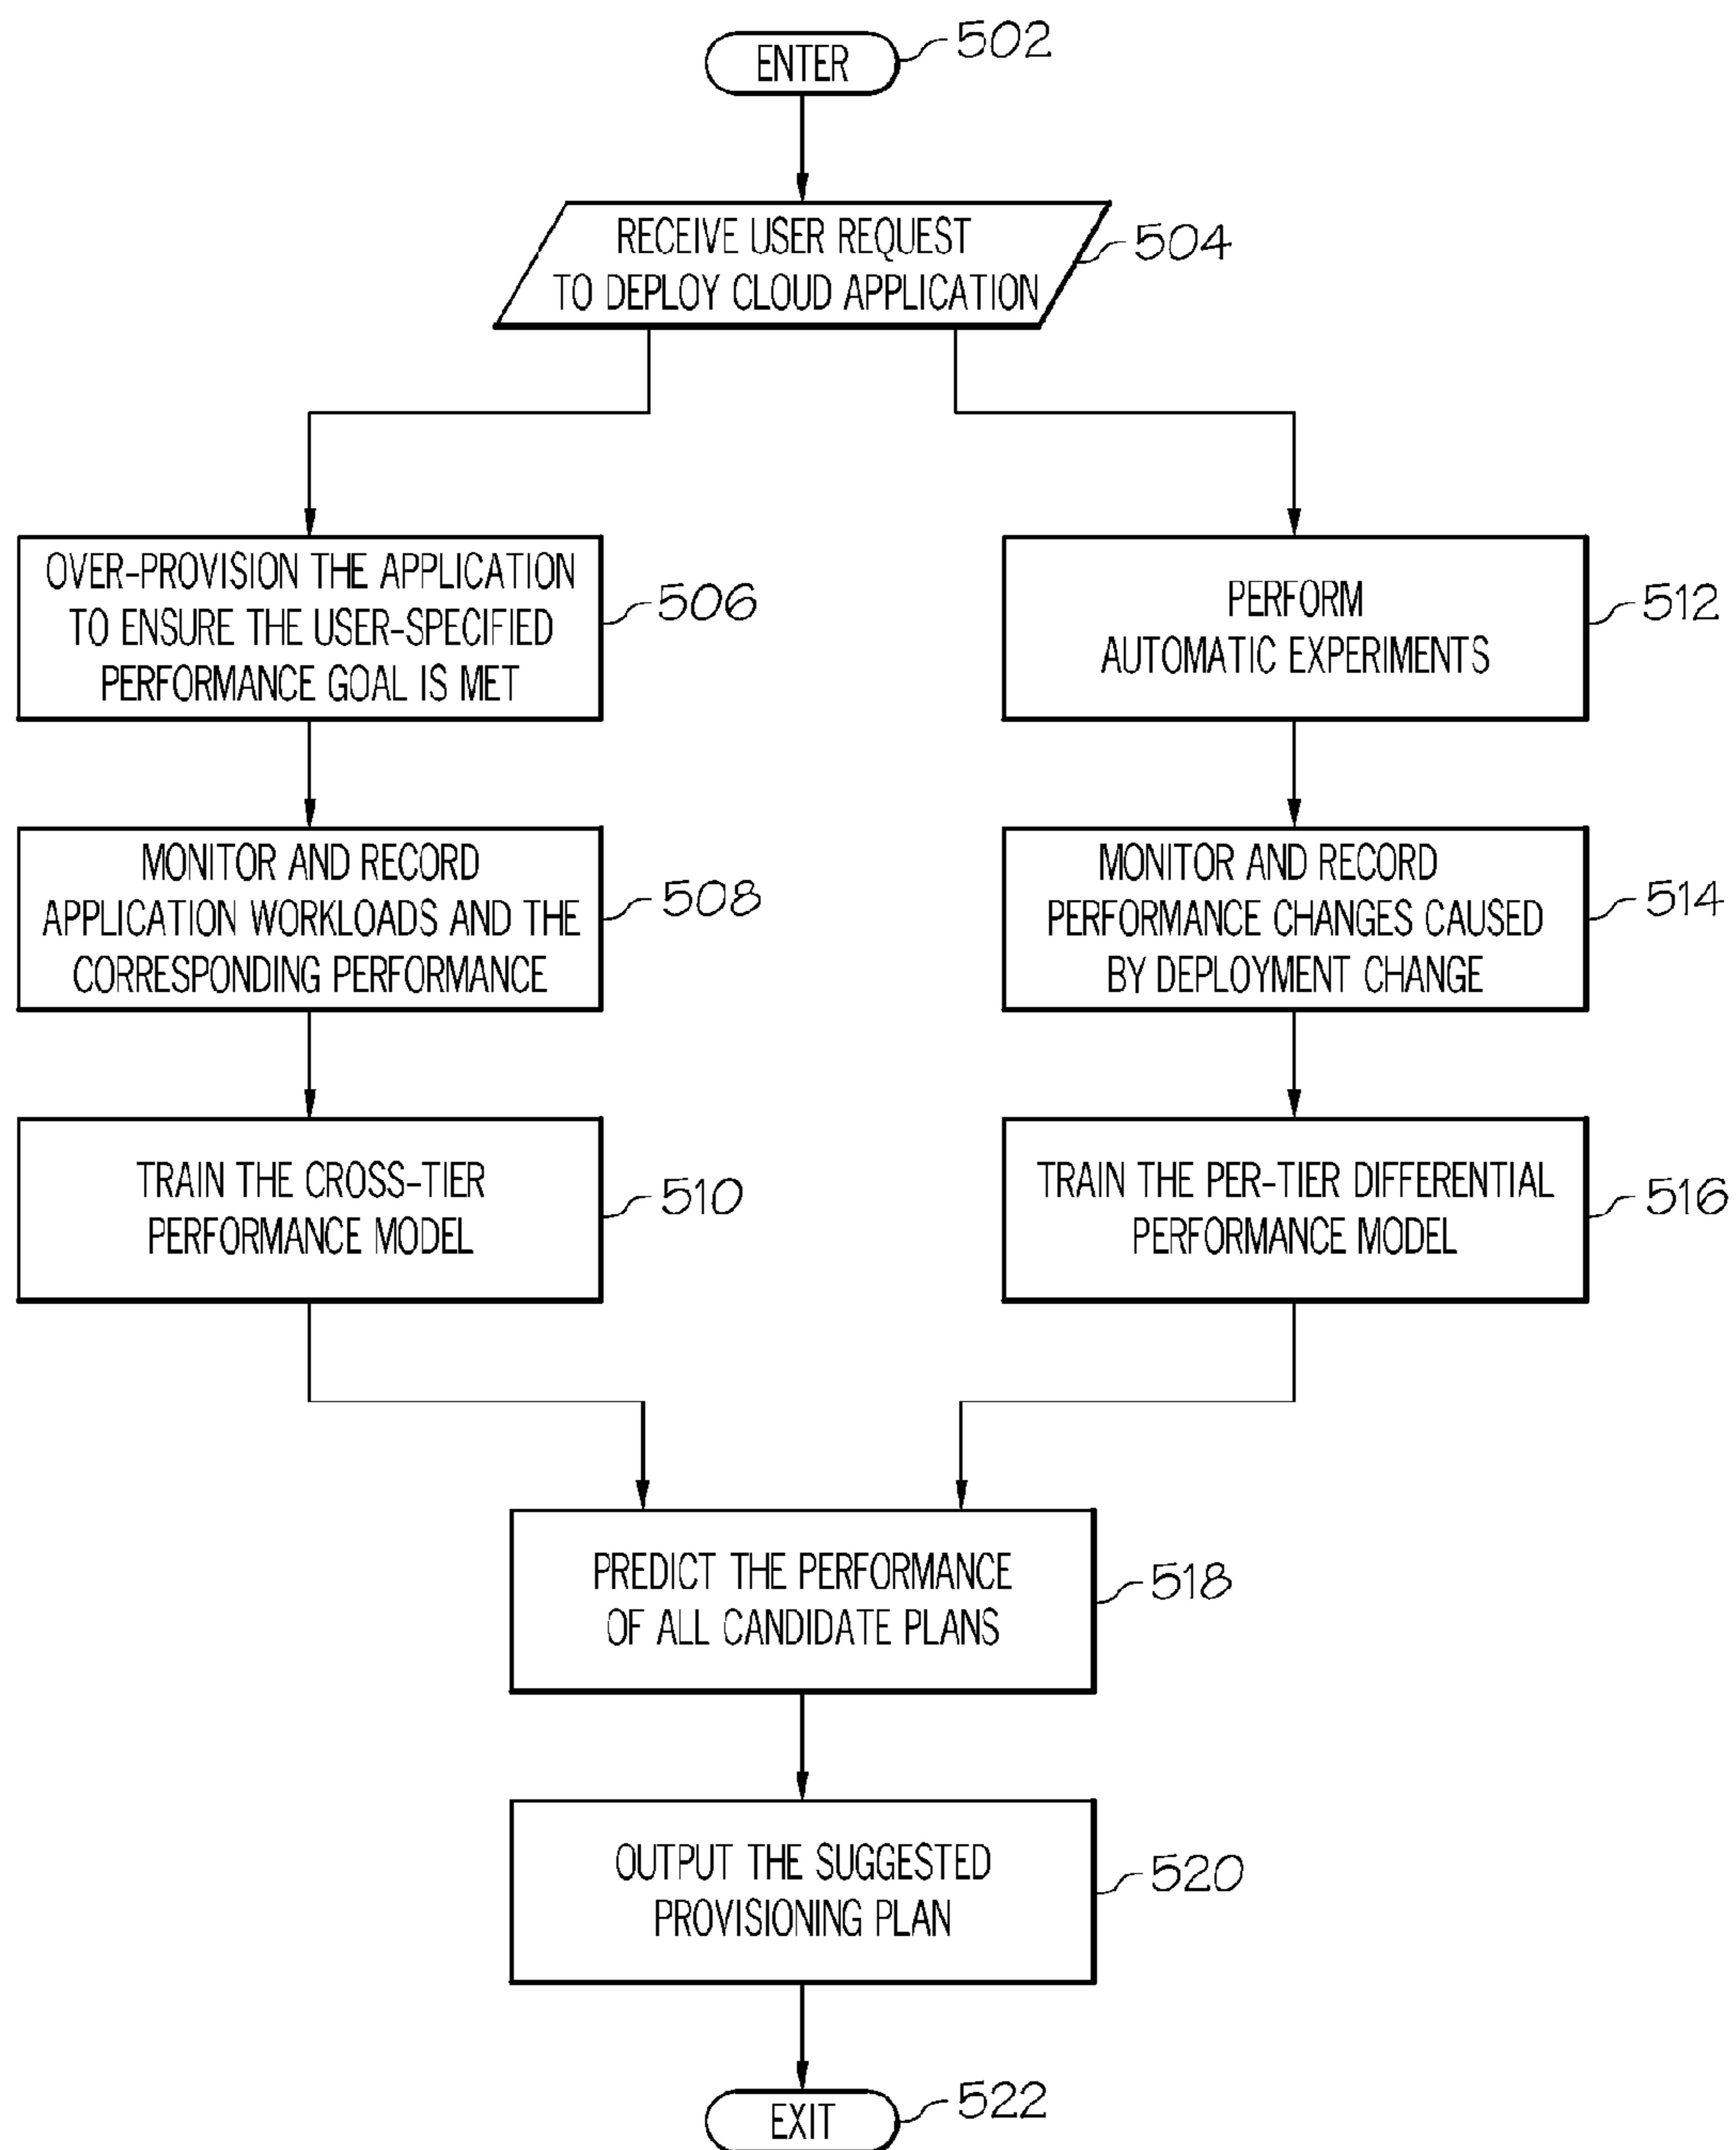 ENTER
502
RECEIVE USER REQUEST
TO DEPLOY CLOUD APPLICATION
504
OVER-PROVISION THE APPLICATION
TO ENSURE THE USER-SPECIFIED
PERFORMANCE GOAL IS MET
506
MONITOR AND RECORD
APPLICATION WORKLOADS AND THE
CORRESPONDING PERFORMANCE
508
TRAIN THE CROSS-TIER
PERFORMANCE MODEL
510
PERFORM
AUTOMATIC EXPERIMENTS
512
MONITOR AND RECORD
PERFORMANCE CHANGES CAUSED
BY DEPLOYMENT CHANGE
514
TRAIN THE PER-TIER DIFFERENTIAL
PERFORMANCE MODEL
516
PREDICT THE PERFORMANCE
OF ALL CANDIDATE PLANS
518
OUTPUT THE SUGGESTED
PROVISIONING PLAN
520
EXIT
522